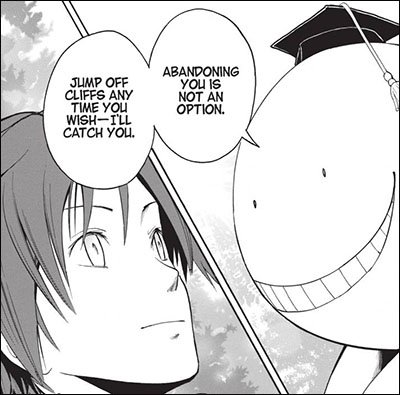 ABANDONING
YOU IS
NOT AN
OPTION.
JUMP OFF
CLIFFS ANY
TIME YOU
WISH—I'LL
CATCH YOU.